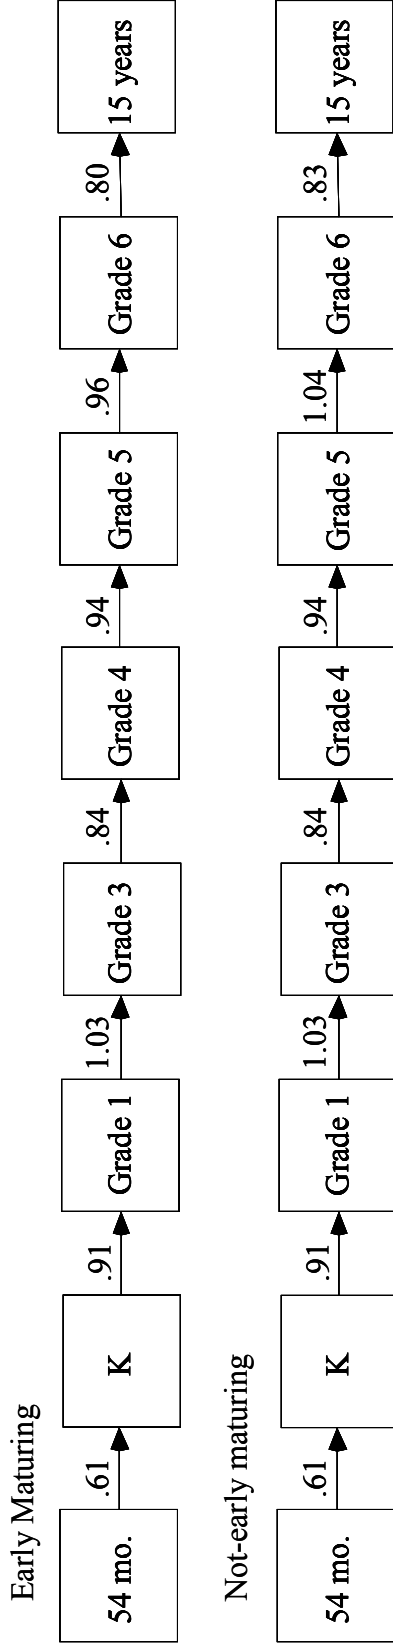 Early Maturing
54 mo. .61 K .91 Grade 1 1.03 Grade 3 .84 Grade 4 .94 Grade 5 .96 Grade 6 .80 15 years
Not-early maturing
54 mo. .61 K .91 Grade 1 1.03 Grade 3 .84 Grade 4 .94 Grade 5 1.04 Grade 6 .83 15 years